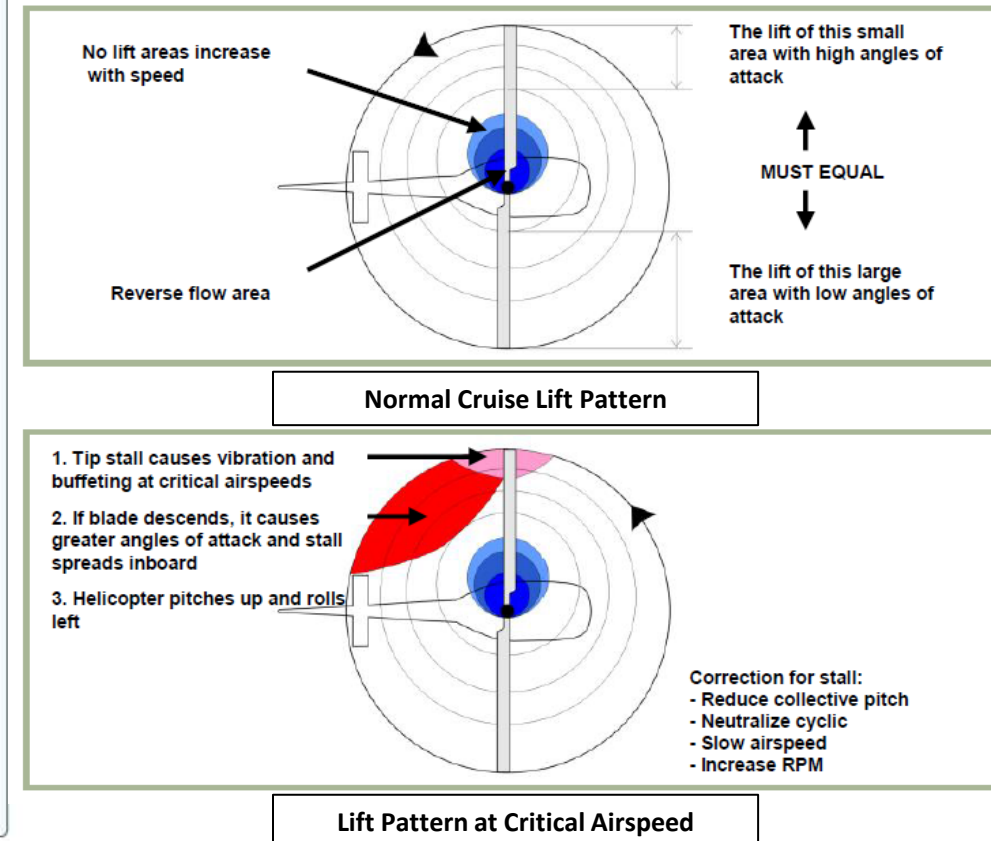 No lift areas increase
with speed
Reverse flow area
The lift of this small
area with high angles of
attack
MUST EQUAL
The lift of this large
area with low angles of
attack
Normal Cruise Lift Pattern
1. Tip stall causes vibration and
buffeting at critical airspeeds
2. If blade descends, it causes
greater angles of attack and stall
spreads inboard
3. Helicopter pitches up and rolls
left
Correction for stall:
- Reduce collective pitch
- Neutralize cyclic
- Slow airspeed
- Increase RPM
Lift Pattern at Critical Airspeed